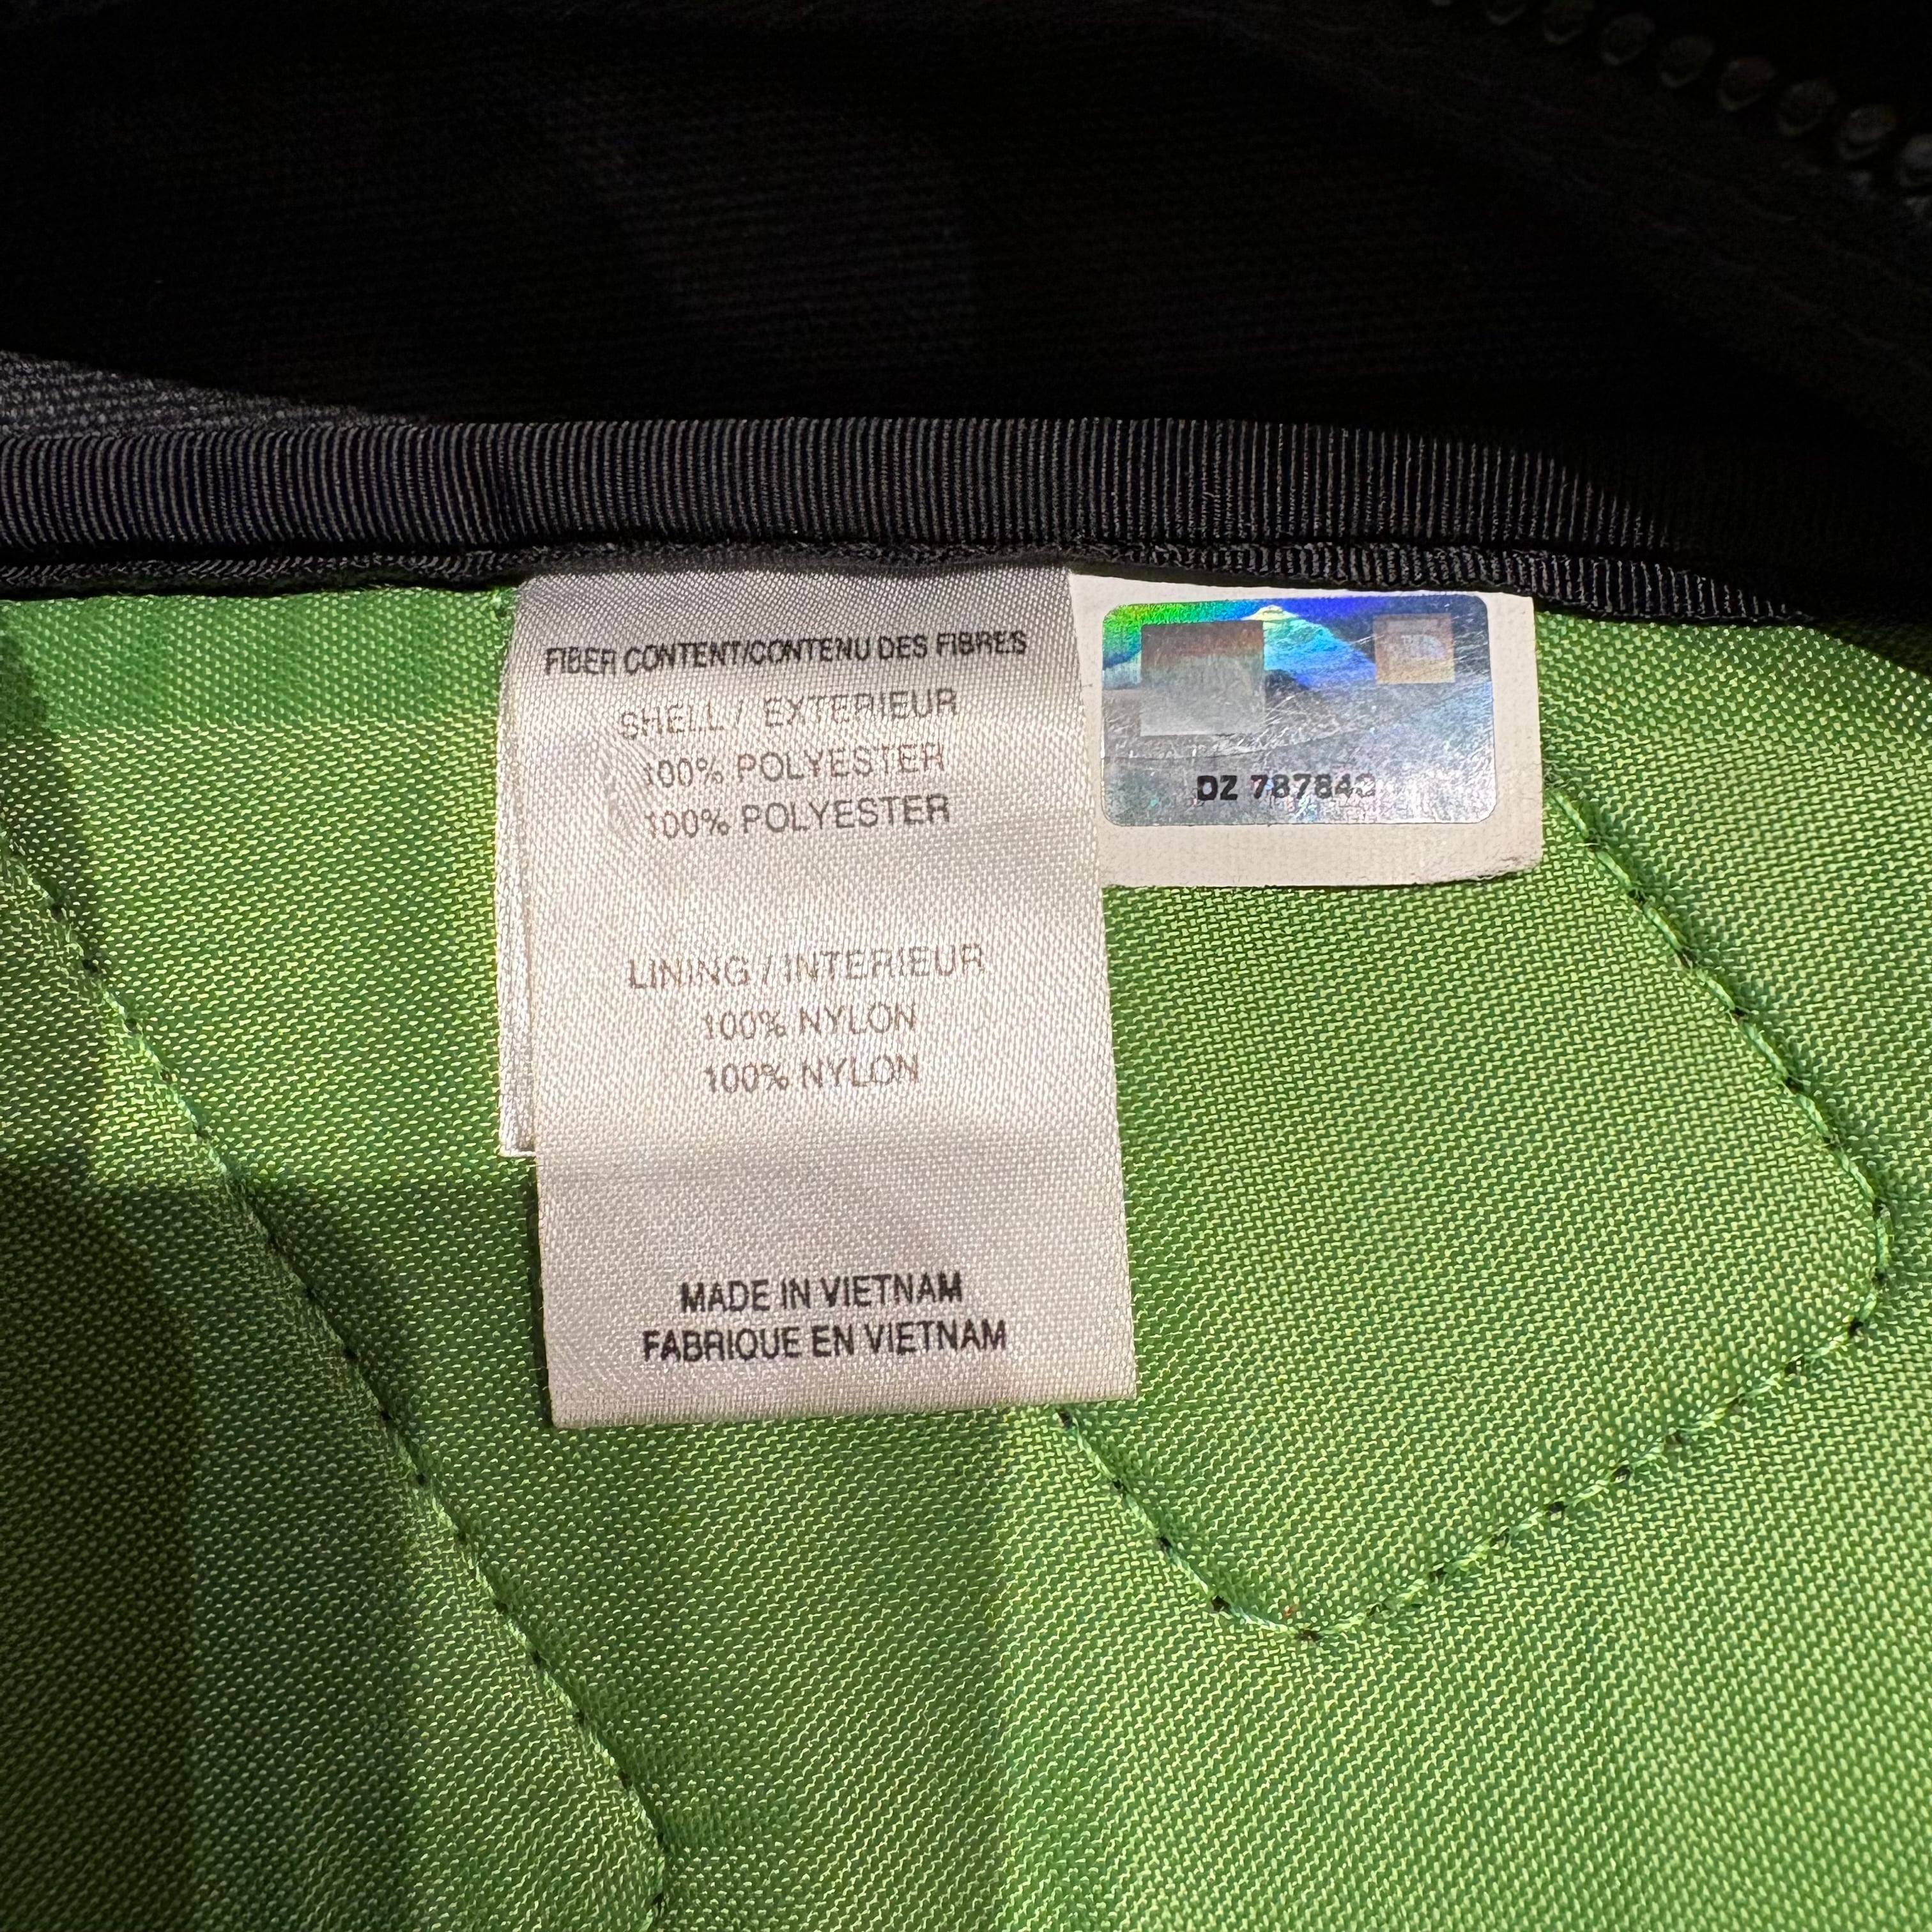 FIBER CONTENT/CONTENU DES FIBRES
SHELL / EXTERIEUR
100% POLYESTER
100% POLYESTER
LINING / INTERIEUR
100% NYLON
100% NYLON
MADE IN VIETNAM
FABRIQUE EN VIETNAM
DZ